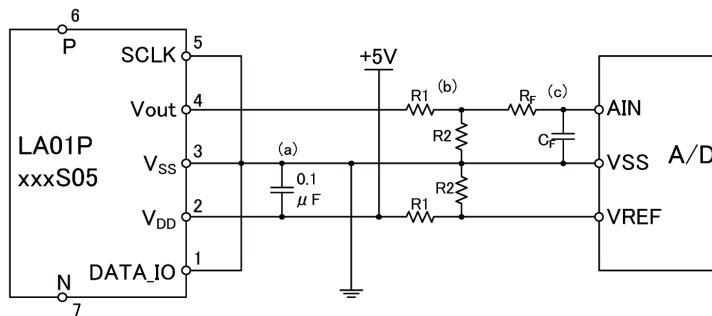 6
P
SCLK 5
+5V
Vout 4
R1 (b) RF (c) AIN
LA01P
xxxS05
R2 CF
VSS 3 (a) VSS A/D
0.1
μF
R2
VDD 2 R1 VREF
DATA_IO 1
N
7